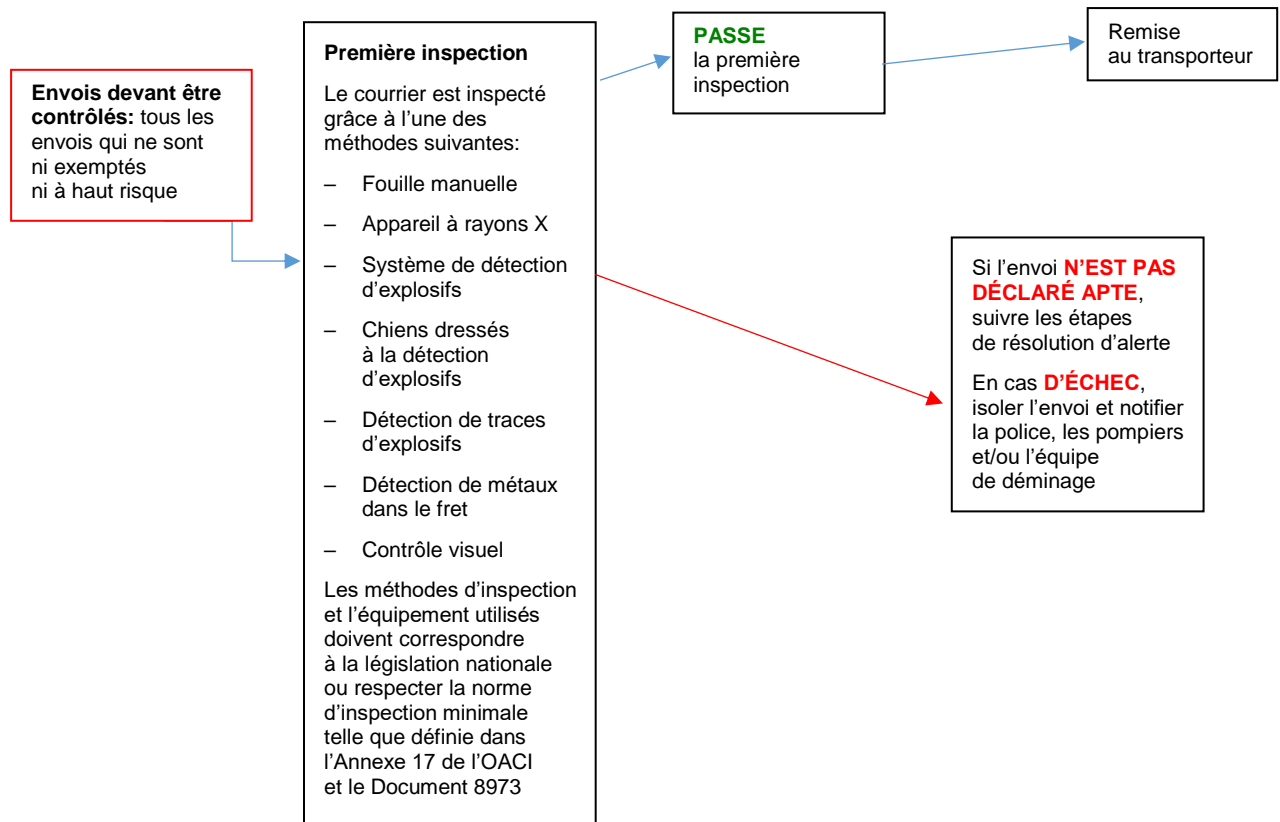 Envois devant être
contrôlés: tous les
envois qui ne sont
ni exemptés
ni à haut risque
Première inspection
Le courrier est inspecté
grâce à l’une des
méthodes suivantes:
– Fouille manuelle
– Appareil à rayons X
– Système de détection
d’explosifs
– Chiens dressés
à la détection
d’explosifs
– Détection de traces
d’explosifs
– Détection de métaux
dans le fret
– Contrôle visuel
Les méthodes d’inspection
et l’équipement utilisés
doivent correspondre
à la législation nationale
ou respecter la norme
d’inspection minimale
telle que définie dans
l’Annexe 17 de l’OACI
et le Document 8973
PASSE
la première
inspection
Remise
au transporteur
Si l’envoi N’EST PAS
DÉCLARÉ APTE,
suivre les étapes
de résolution d’alerte
En cas D’ÉCHEC,
isoler l’envoi et notifier
la police, les pompiers
et/ou l’équipe
de déminage